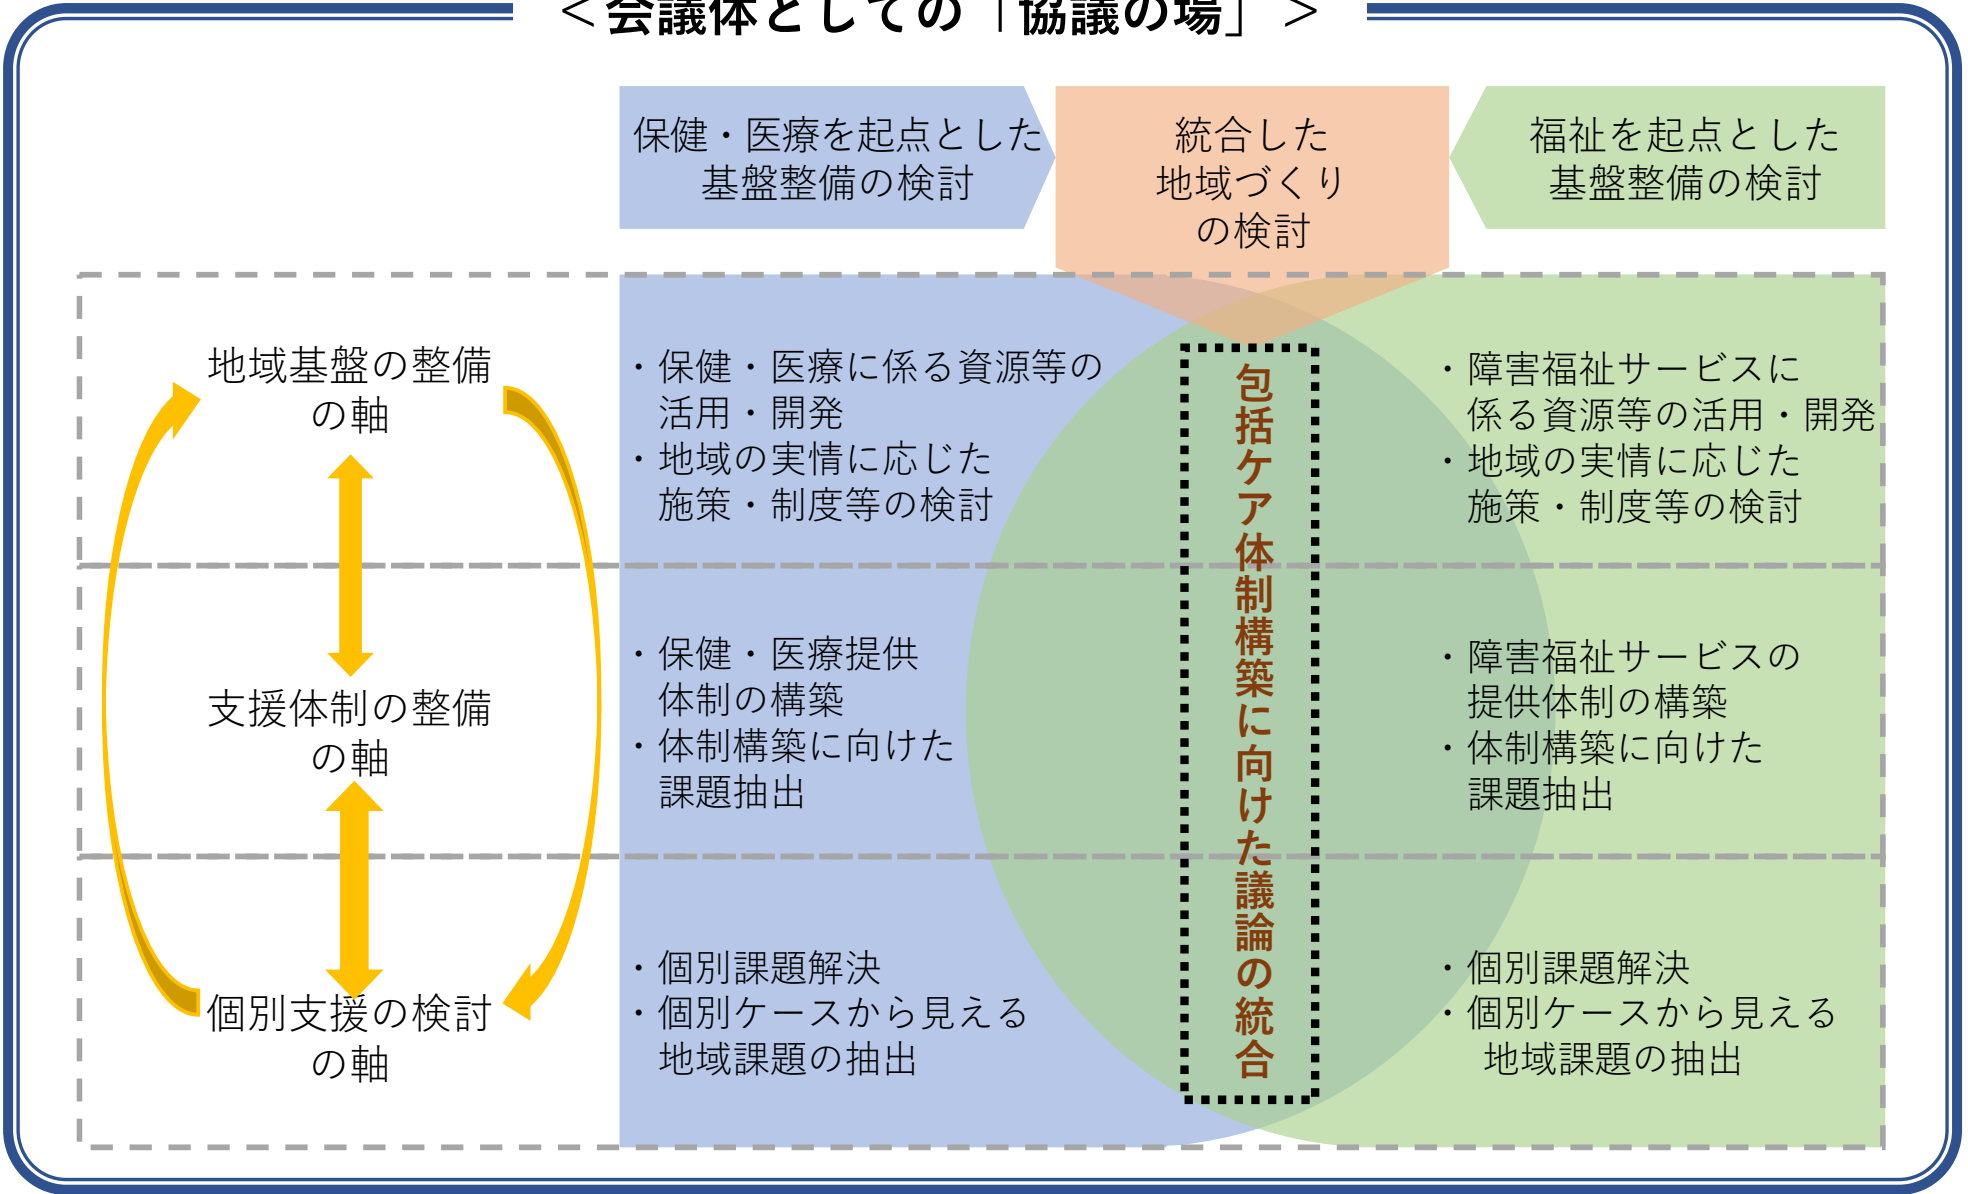 ＜会議体としての「協議の場」＞
保健・医療を起点とした
基盤整備の検討
統合した
地域づくり
の検討
福祉を起点とした
基盤整備の検討
地域基盤の整備
の軸
・保健・医療に係る資源等の
活用・開発
・地域の実情に応じた
施策・制度等の検討
・障害福祉サービスに
係る資源等の活用・開発
・地域の実情に応じた
施策・制度等の検討
包括ケア体制構築に向けた議論の統合
支援体制の整備
の軸
・保健・医療提供
体制の構築
・体制構築に向けた
課題抽出
・障害福祉サービスの
提供体制の構築
・体制構築に向けた
課題抽出
個別支援の検討
の軸
・個別課題解決
・個別ケースから見える
地域課題の抽出
・個別課題解決
・個別ケースから見える
地域課題の抽出